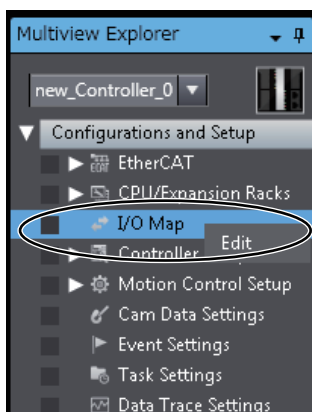 Multiview Explorer
new_Controller_0
Configurations and Setup
EtherCAT
CPU/Expansion Racks
I/O Map
Edit
Controller
Motion Control Setup
Cam Data Settings
Event Settings
Task Settings
Data Trace Settings